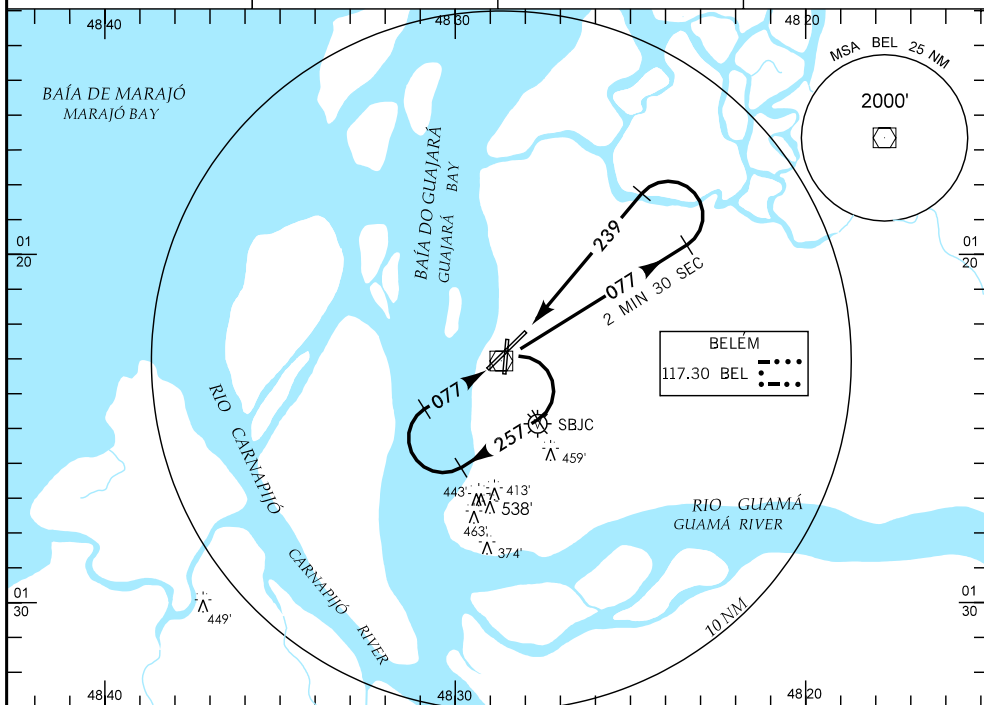 48 40
48 30
48 20
MSA BEL 25 NM
2000'
BAÍA DE MARAJÓ
MARAJÓ BAY
BAÍA DO GUAJARÁ
GUAJARÁ BAY
239
077
2 MIN 30 SEC
01
20
01
20
BELÉM
117.30 BEL
077
257
SBJC
459'
RIO CARNAPIJÓ
CARNAPIJÓ RIVER
443'
413'
538'
463'
374'
RIO GUAMÁ
GUAMÁ RIVER
449'
01
30
01
30
10 NM
48 40
48 30
48 20